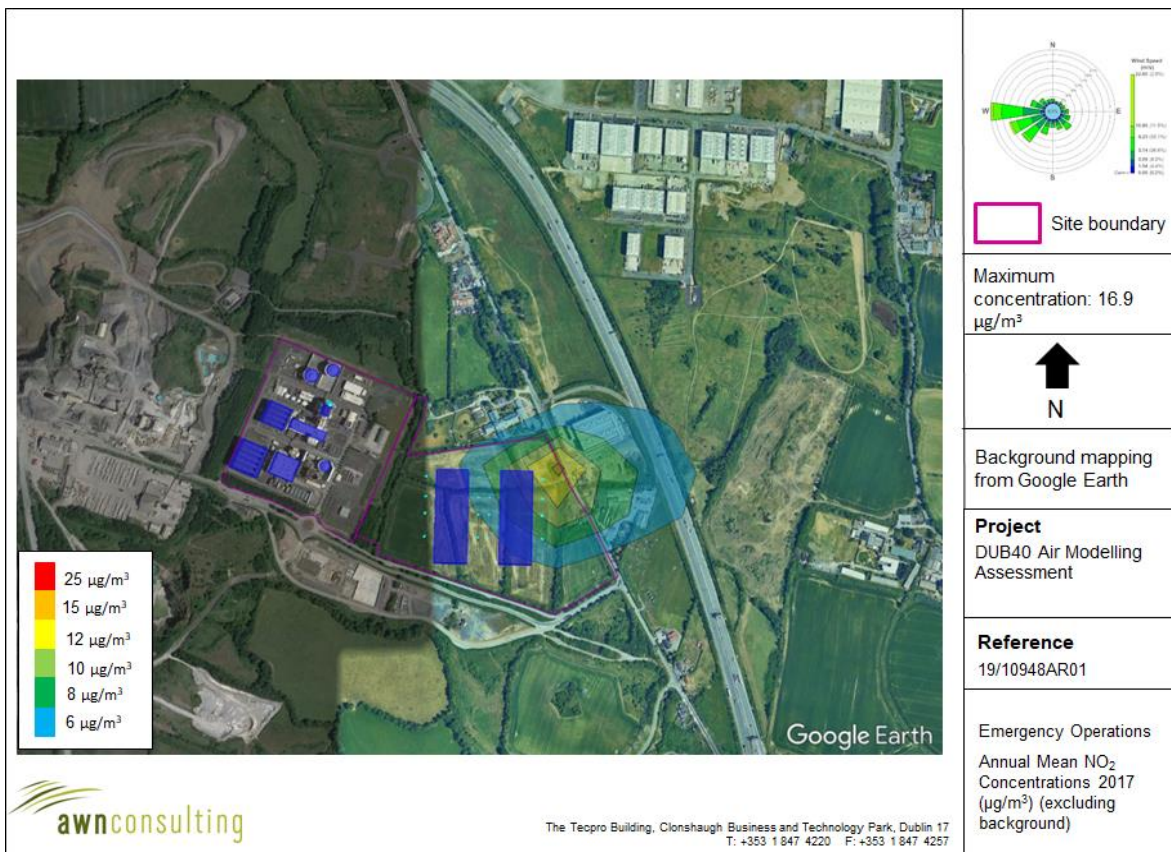 N
W
E
S
Wind Speed
Site boundary
Maximum
concentration: 16.9
µg/m³
N
Background mapping
from Google Earth
Project
DUB40 Air Modelling
Assessment
Reference
19/10948AR01
Emergency Operations
Annual Mean NO₂
Concentrations 2017
(µg/m³) (excluding
background)
25 µg/m³
15 µg/m³
12 µg/m³
10 µg/m³
8 µg/m³
6 µg/m³
Google Earth
awnconsulting
The Tecpro Building, Clonshaugh Business and Technology Park, Dublin 17
T: +353 1 847 4220 F: +353 1 847 4257